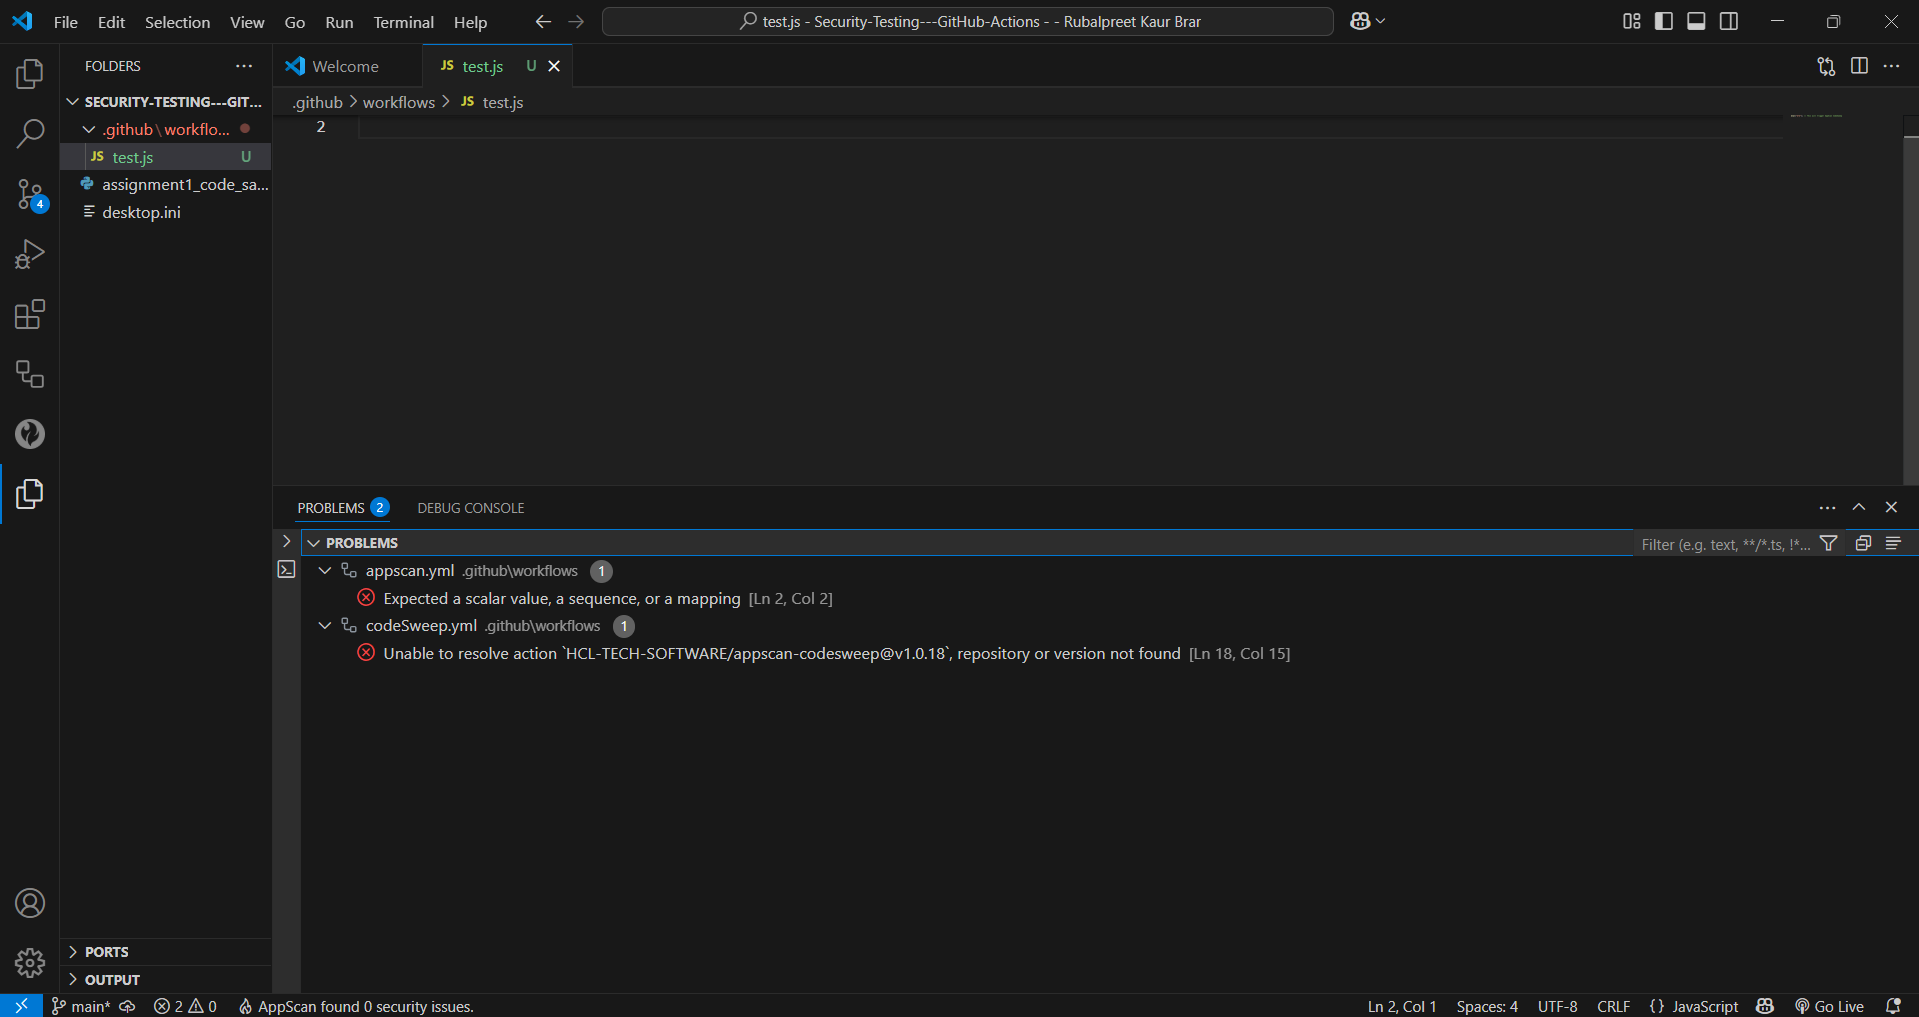 File Edit Selection View Go Run Terminal Help
test.js - Security-Testing---GitHub-Actions - - Rubalpreet Kaur Brar
FOLDERS
SECURITY-TESTING---GIT...
.github\workflo...
JS test.js U
assignment1_code_sa...
desktop.ini
4
Welcome
JS test.js U
.github > workflows > JS test.js
2
PROBLEMS 2
DEBUG CONSOLE
PROBLEMS
Filter (e.g. text, **/*.ts, !*...
appscan.yml .github\workflows 1
Expected a scalar value, a sequence, or a mapping [Ln 2, Col 2]
codeSweep.yml .github\workflows 1
Unable to resolve action `HCL-TECH-SOFTWARE/appscan-codesweep@v1.0.18`, repository or version not found [Ln 18, Col 15]
PORTS
OUTPUT
main* 2 0 AppScan found 0 security issues.
Ln 2, Col 1 Spaces: 4 UTF-8 CRLF {} JavaScript Go Live